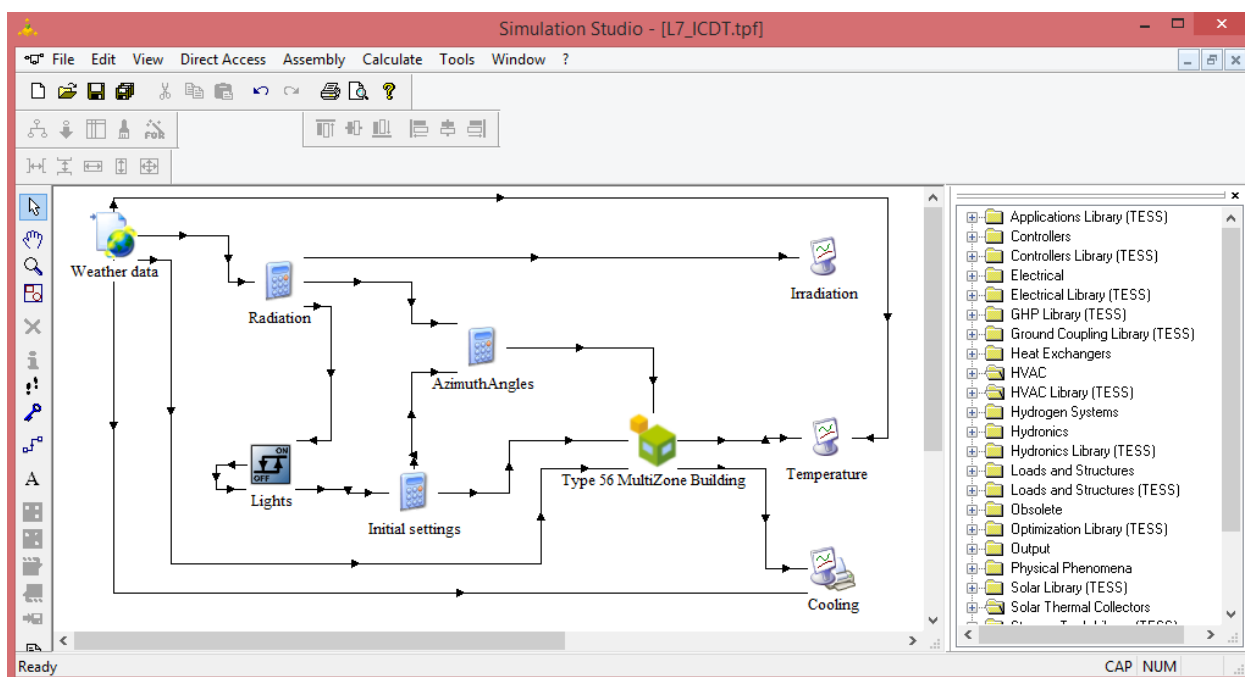 Simulation Studio - [L7_ICDT.tpf]
File Edit View Direct Access Assembly Calculate Tools Window ?
FOR
Weather data
Radiation
Irradiation
AzimuthAngles
ON
OFF
Lights
Initial settings
Type 56 MultiZone Building
Temperature
Cooling
A
Applications Library (TESS)
Controllers
Controllers Library (TESS)
Electrical
Electrical Library (TESS)
GHP Library (TESS)
Ground Coupling Library (TESS)
Heat Exchangers
HVAC
HVAC Library (TESS)
Hydrogen Systems
Hydronics
Hydronics Library (TESS)
Loads and Structures
Loads and Structures (TESS)
Obsolete
Optimization Library (TESS)
Output
Physical Phenomena
Solar Library (TESS)
Solar Thermal Collectors
Ready
CAP NUM